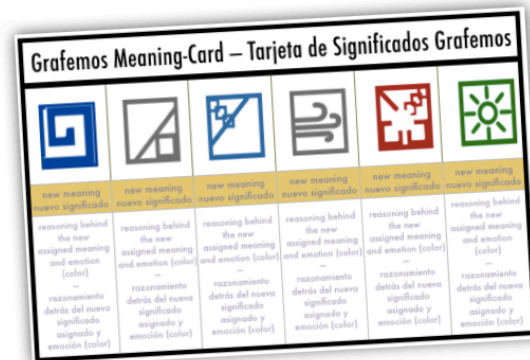 Grafemos Meaning-Card – Tarjeta de Significados Grafemos
new meaning
nuevo significado
reasoning behind
the new
assigned meaning
and emotion
(color)
–
razonamiento
detrás del nuevo
significado
asignado y
emoción (color)
new meaning
nuevo significado
reasoning behind
the new
assigned meaning
and emotion (color)
–
razonamiento
detrás del nuevo
significado
asignado y
emoción (color)
new meaning
nuevo significado
reasoning behind
the new
assigned meaning
and emotion (color)
–
razonamiento
detrás del nuevo
significado
asignado y
emoción (color)
new meaning
nuevo significado
reasoning behind
the new
assigned meaning
and emotion (color)
–
razonamiento
detrás del nuevo
significado
asignado y
emoción (color)
new meaning
nuevo significado
reasoning behind
the new
assigned meaning
and emotion (color)
–
razonamiento
detrás del nuevo
significado
asignado y
emoción (color)
new meaning
nuevo significado
reasoning behind
the new
assigned meaning
and emotion
(color)
–
razonamiento
detrás del nuevo
significado
asignado y
emoción (color)